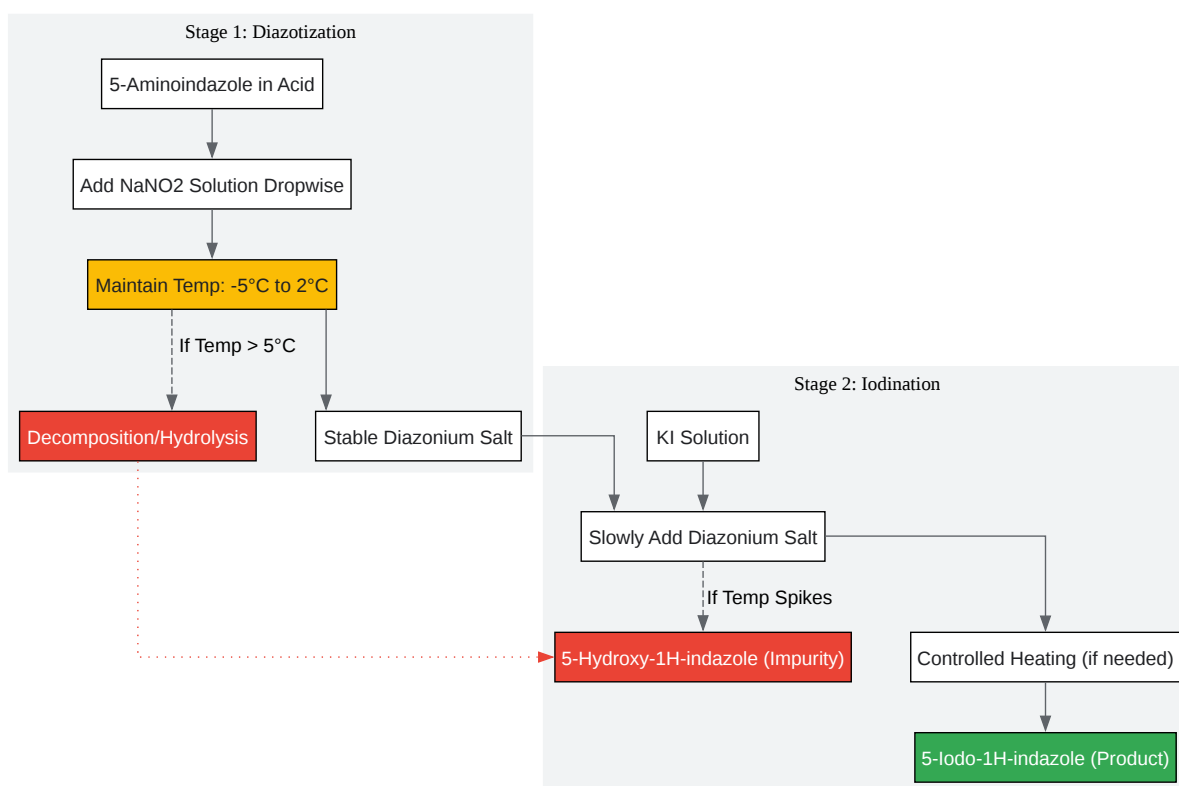 Stage 1: Diazotization
5-Aminoindazole in Acid
Add NaNO2 Solution Dropwise
Maintain Temp: -5°C to 2°C
If Temp > 5°C
Decomposition/Hydrolysis
Stable Diazonium Salt
Stage 2: Iodination
KI Solution
Slowly Add Diazonium Salt
If Temp Spikes
5-Hydroxy-1H-indazole (Impurity)
Controlled Heating (if needed)
5-Iodo-1H-indazole (Product)